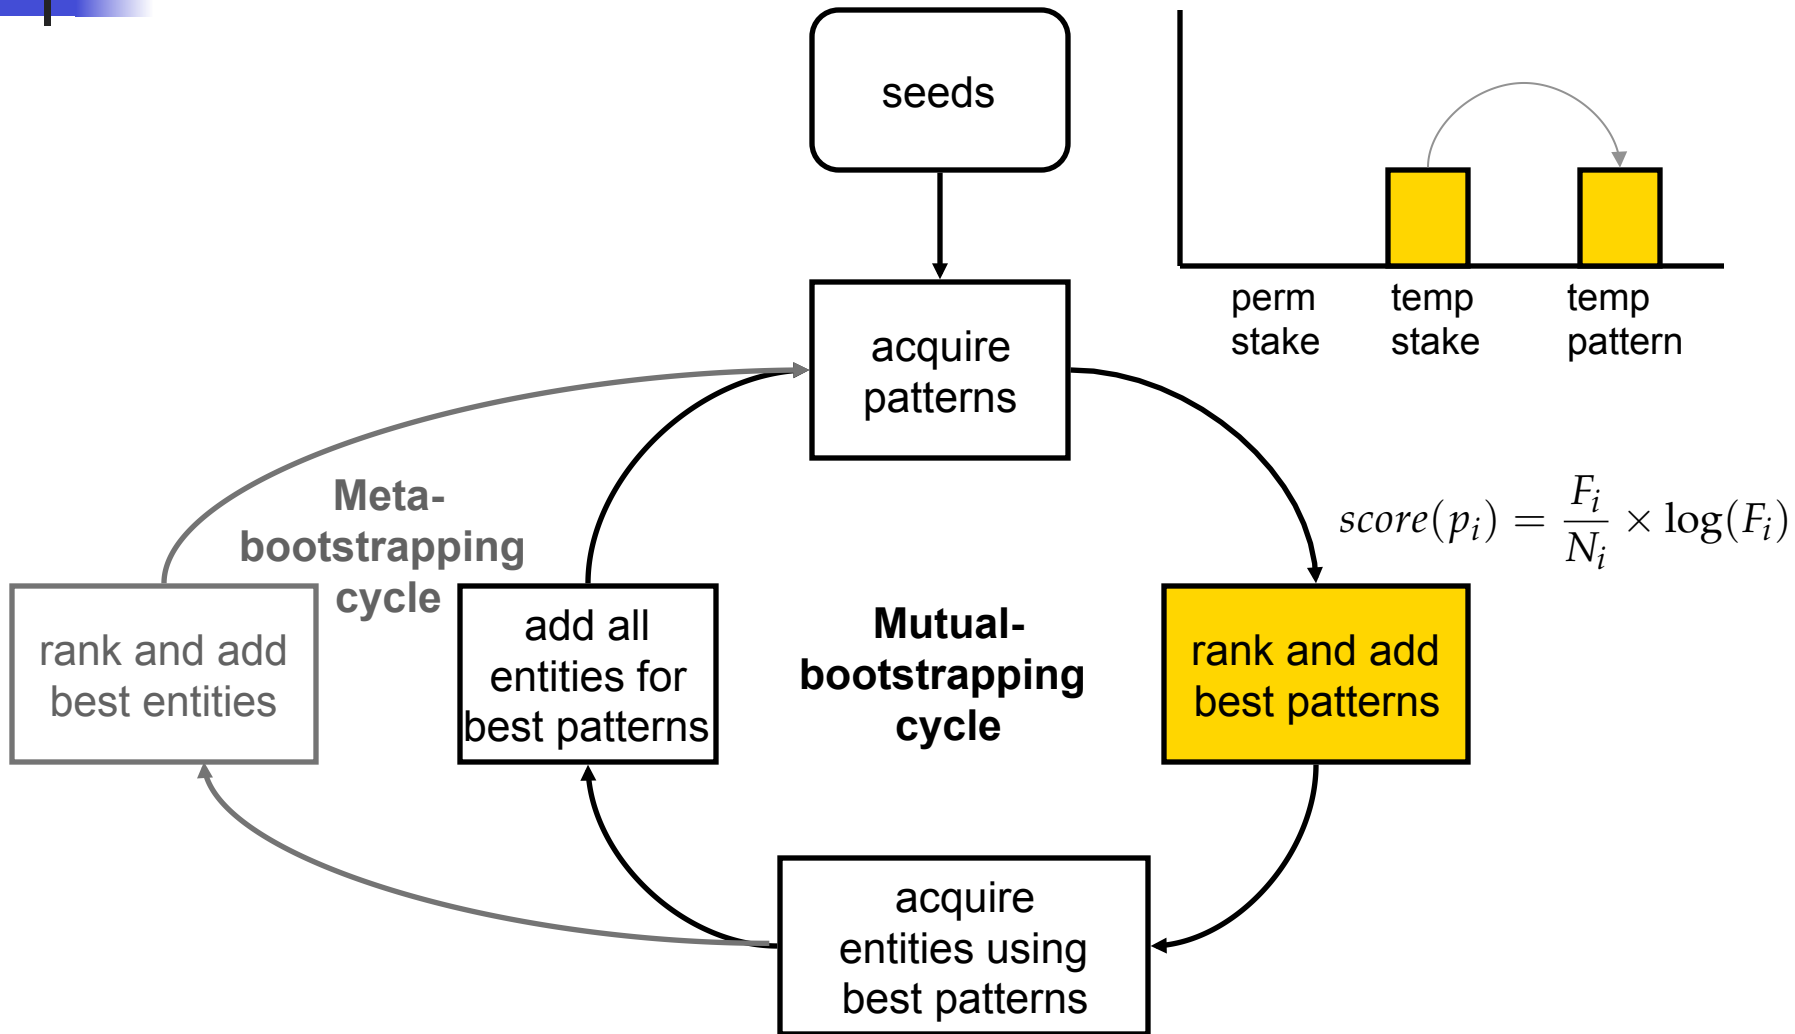 seeds
perm
stake
temp
stake
temp
pattern
acquire
patterns
score(p_i) = F_i / N_i × log(F_i)
Meta-
bootstrapping
cycle
rank and add
best entities
add all
entities for
best patterns
Mutual-
bootstrapping
cycle
rank and add
best patterns
acquire
entities using
best patterns